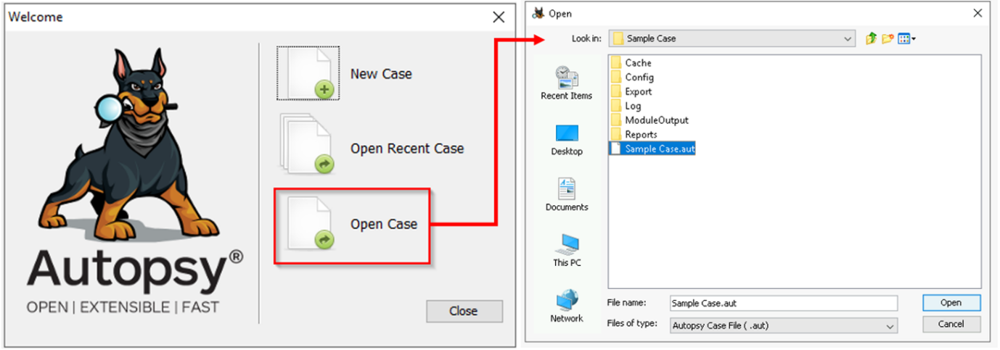 Welcome
New Case
Open Recent Case
Open Case
Autopsy®
OPEN | EXTENSIBLE | FAST
Close
Open
Look in:
Sample Case
Recent Items
Desktop
Documents
This PC
Network
Cache
Config
Export
Log
ModuleOutput
Reports
Sample Case.aut
File name:
Sample Case.aut
Open
Files of type:
Autopsy Case File ( .aut)
Cancel